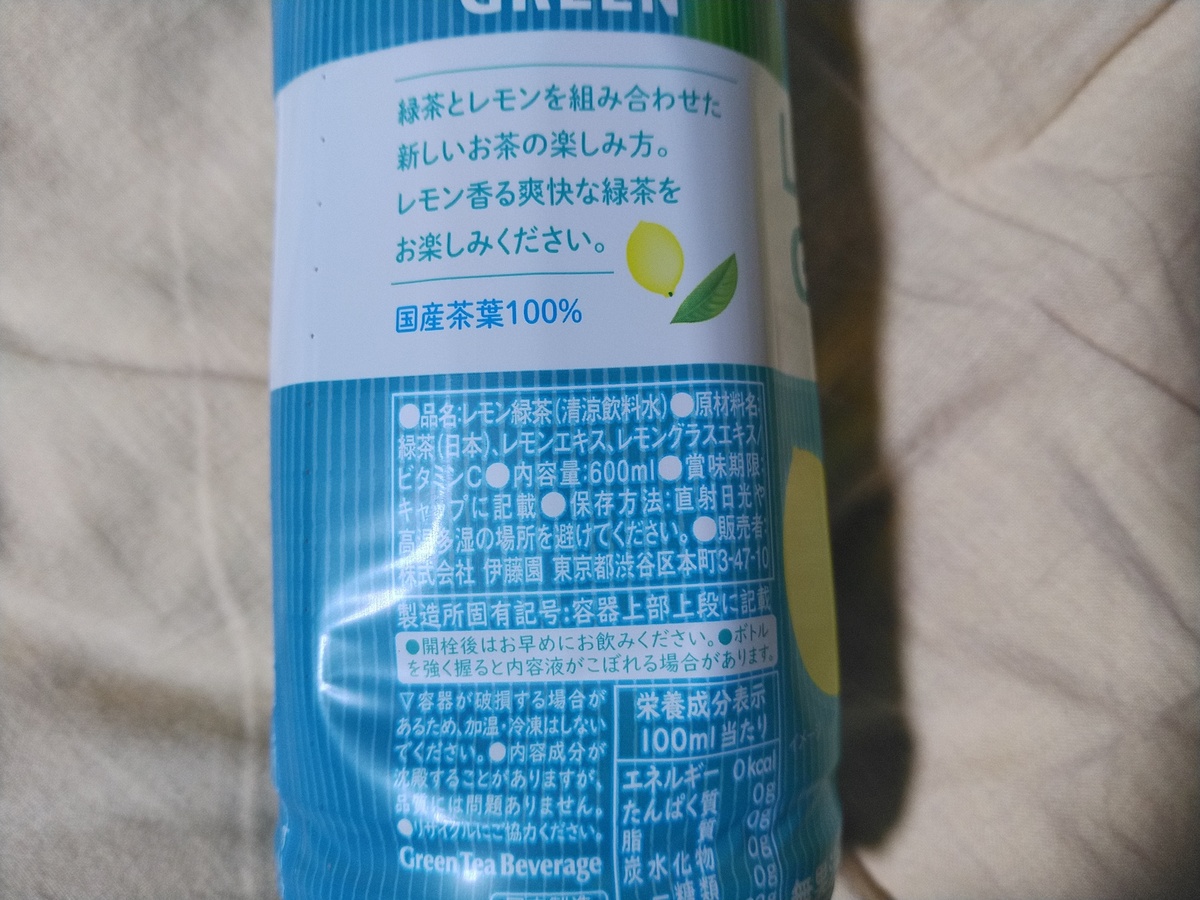 GREEN
緑茶とレモンを組み合わせた
新しいお茶の楽しみ方。
レモン香る爽快な緑茶を
お楽しみください。
国産茶葉100%
●品名:レモン緑茶(清涼飲料水)●原材料名:
緑茶(日本)、レモンエキス、レモングラスエキス/
ビタミンC●内容量:600ml●賞味期限:
キャップに記載●保存方法:直射日光や
高温多湿の場所を避けてください。●販売者:
株式会社 伊藤園 東京都渋谷区本町3-47-10
製造所固有記号:容器上部上段に記載
●開栓後はお早めにお飲みください。●ボトル
を強く握ると内容液がこぼれる場合があります。
▽容器が破損する場合が
あるため、加温・冷凍はしない
でください。●内容成分が
沈殿することがありますが、
品質には問題ありません。
●リサイクルにご協力ください。
Green Tea Beverage
栄養成分表示
100ml当たり
エネルギー 0kcal
たんぱく質 0g
脂質 0g
炭水化物 0g
糖類 0g